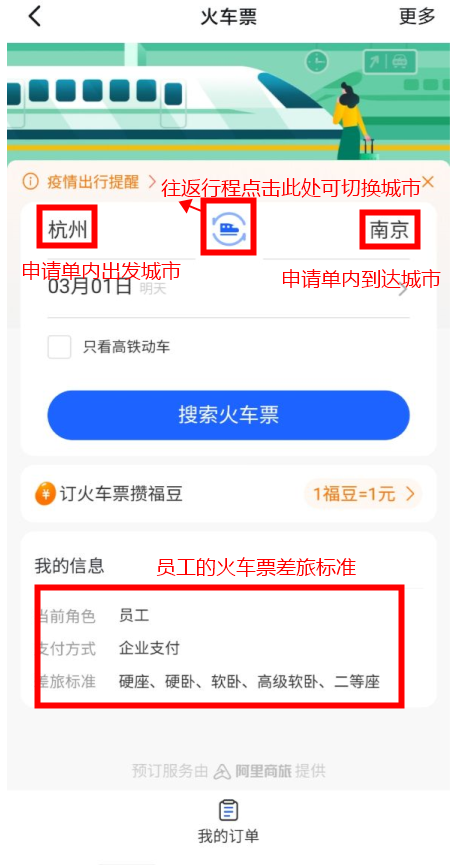 火车票
更多
疫情出行提醒
往返行程点击此处可切换城市
杭州
南京
申请单内出发城市
申请单内到达城市
03月01日 明天
只看高铁动车
搜索火车票
订火车票攒福豆
1福豆=1元
我的信息
员工的火车票差旅标准
当前角色 员工
支付方式 企业支付
差旅标准 硬座、硬卧、软卧、高级软卧、二等座
预订服务由 阿里商旅 提供
我的订单